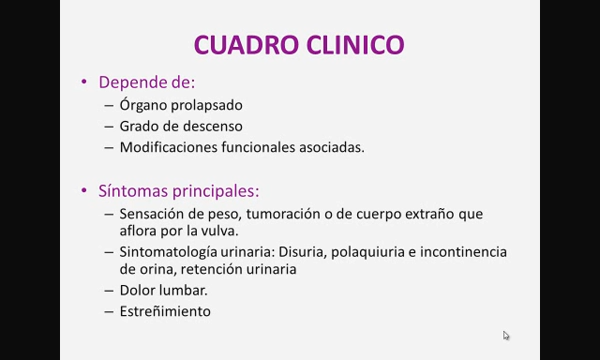 CUADRO CLINICO
• Depende de:
– Órgano prolapsado
– Grado de descenso
– Modificaciones funcionales asociadas.
• Síntomas principales:
– Sensación de peso, tumoración o de cuerpo extraño que
aflora por la vulva.
– Sintomatología urinaria: Disuria, polaquiuria e incontinencia
de orina, retención urinaria
– Dolor lumbar.
– Estreñimiento